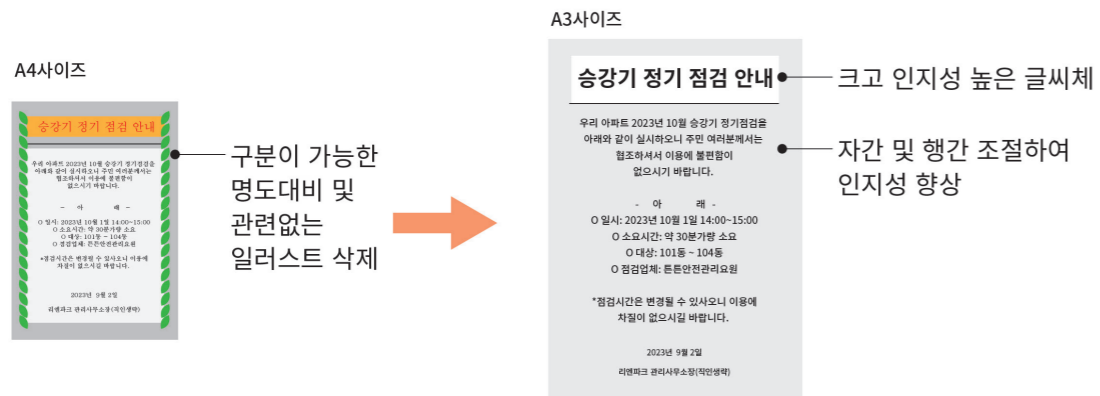 A4사이즈
승강기 정기 점검 안내
우리 아파트 2023년 10월 승강기 정기점검을
아래와 같이 실시하오니 주민 여러분께서는
협조하셔서 이용에 불편함이
없으시기 바랍니다.
- 아 래 -
O 일시: 2023년 10월 1일 14:00~15:00
O 소요시간: 약 30분가량 소요
O 대상: 101동 ~ 104동
O 점검업체: 튼튼안전관리요원
*점검시간은 변경될 수 있사오니 이용에
차질이 없으시길 바랍니다.
2023년 9월 2일
리엔파크 관리사무소장(직인생략)
구분이 가능한
명도대비 및
관련없는
일러스트 삭제
A3사이즈
승강기 정기 점검 안내
우리 아파트 2023년 10월 승강기 정기점검을
아래와 같이 실시하오니 주민 여러분께서는
협조하셔서 이용에 불편함이
없으시기 바랍니다.
- 아 래 -
O 일시: 2023년 10월 1일 14:00~15:00
O 소요시간: 약 30분가량 소요
O 대상: 101동 ~ 104동
O 점검업체: 튼튼안전관리요원
*점검시간은 변경될 수 있사오니 이용에
차질이 없으시길 바랍니다.
2023년 9월 2일
리엔파크 관리사무소장(직인생략)
크고 인지성 높은 글씨체
자간 및 행간 조절하여
인지성 향상